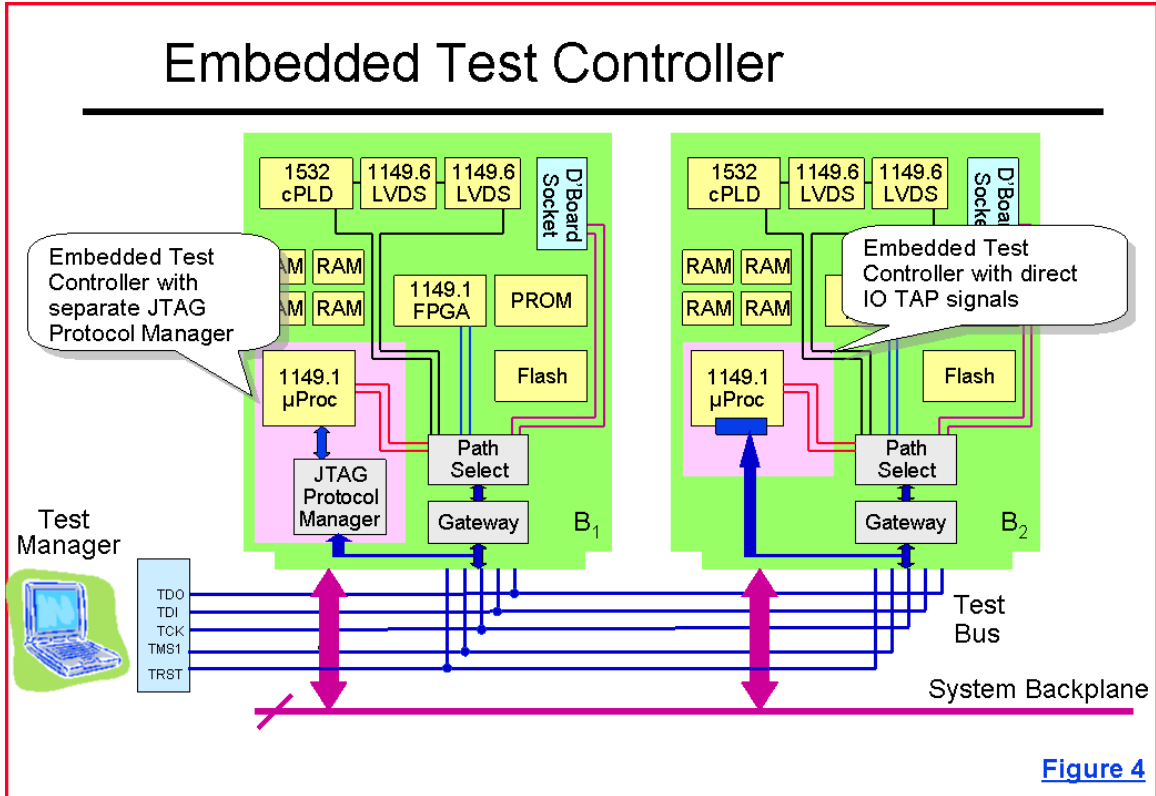 Embedded Test Controller
1532
cPLD
1149.6
LVDS
1149.6
LVDS
D'Board
Socket
Embedded Test
Controller with
separate JTAG
Protocol Manager
AM
RAM
AM
RAM
1149.1
FPGA
PROM
Flash
1149.1
µProc
JTAG
Protocol
Manager
Path
Select
Gateway
B1
1532
cPLD
1149.6
LVDS
1149.6
LVDS
D'Board
Socket
Embedded Test
Controller with direct
IO TAP signals
RAM
RAM
RAM
RAM
Flash
1149.1
µProc
Path
Select
Gateway
B2
Test
Manager
TDO
TDI
TCK
TMS1
TRST
Test
Bus
System Backplane
Figure 4